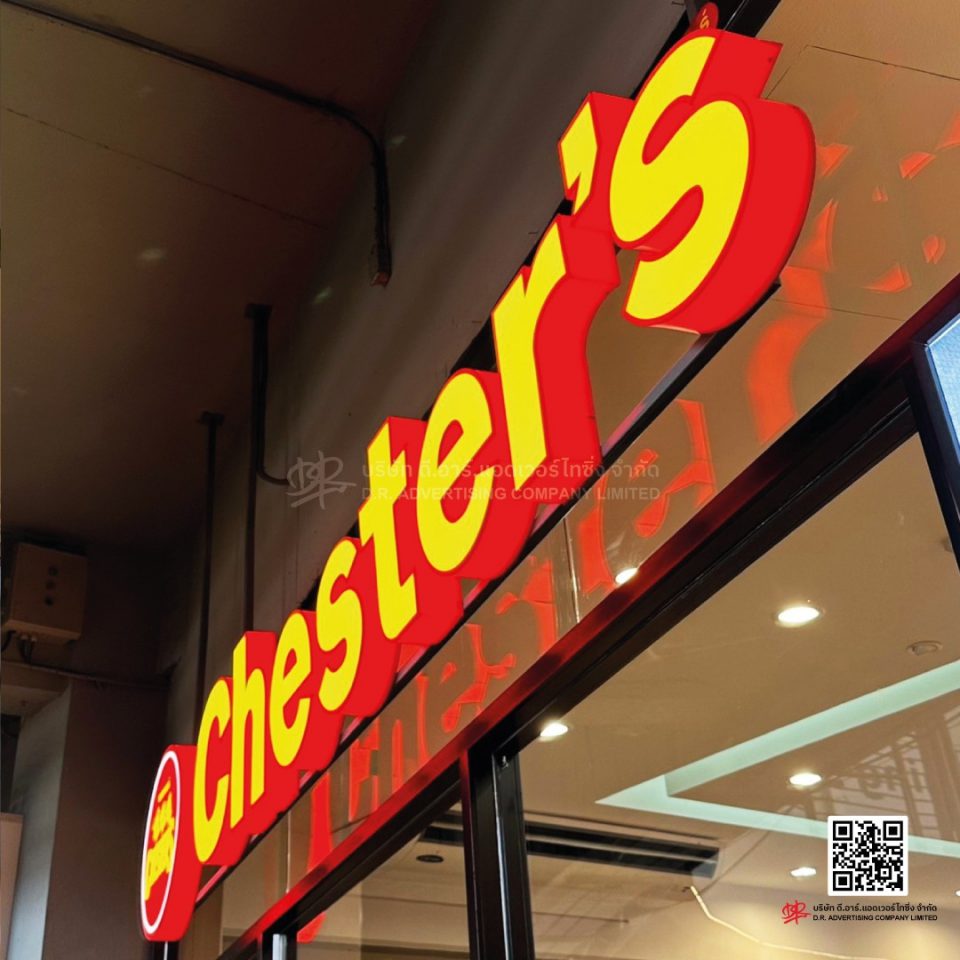 chester's
บริษัท ดี.อาร์.แอดเวอร์ไทซิ่ง จำกัด
D.R. ADVERTISING COMPANY LIMITED
บริษัท ดี.อาร์.แอดเวอร์ไทซิ่ง จำกัด
D.R. ADVERTISING COMPANY LIMITED